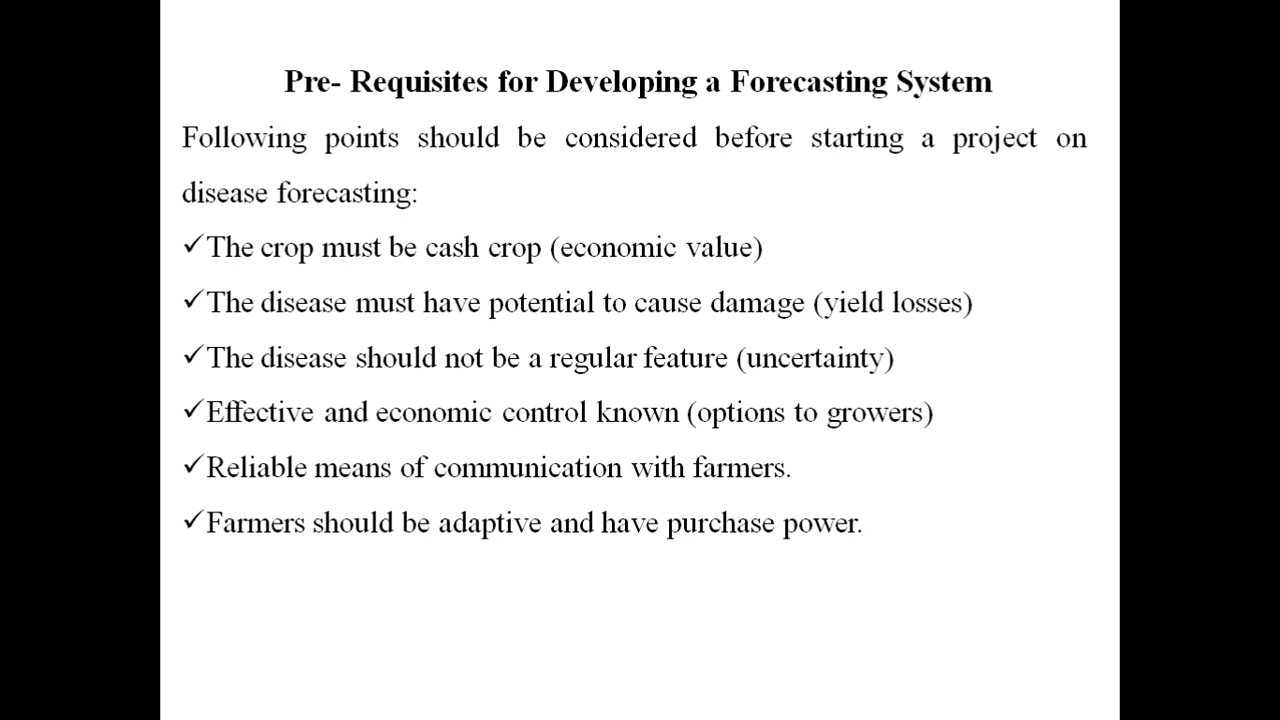 Pre- Requisites for Developing a Forecasting System
Following points should be considered before starting a project on
disease forecasting:
✓The crop must be cash crop (economic value)
✓The disease must have potential to cause damage (yield losses)
✓The disease should not be a regular feature (uncertainty)
✓Effective and economic control known (options to growers)
✓Reliable means of communication with farmers.
✓Farmers should be adaptive and have purchase power.